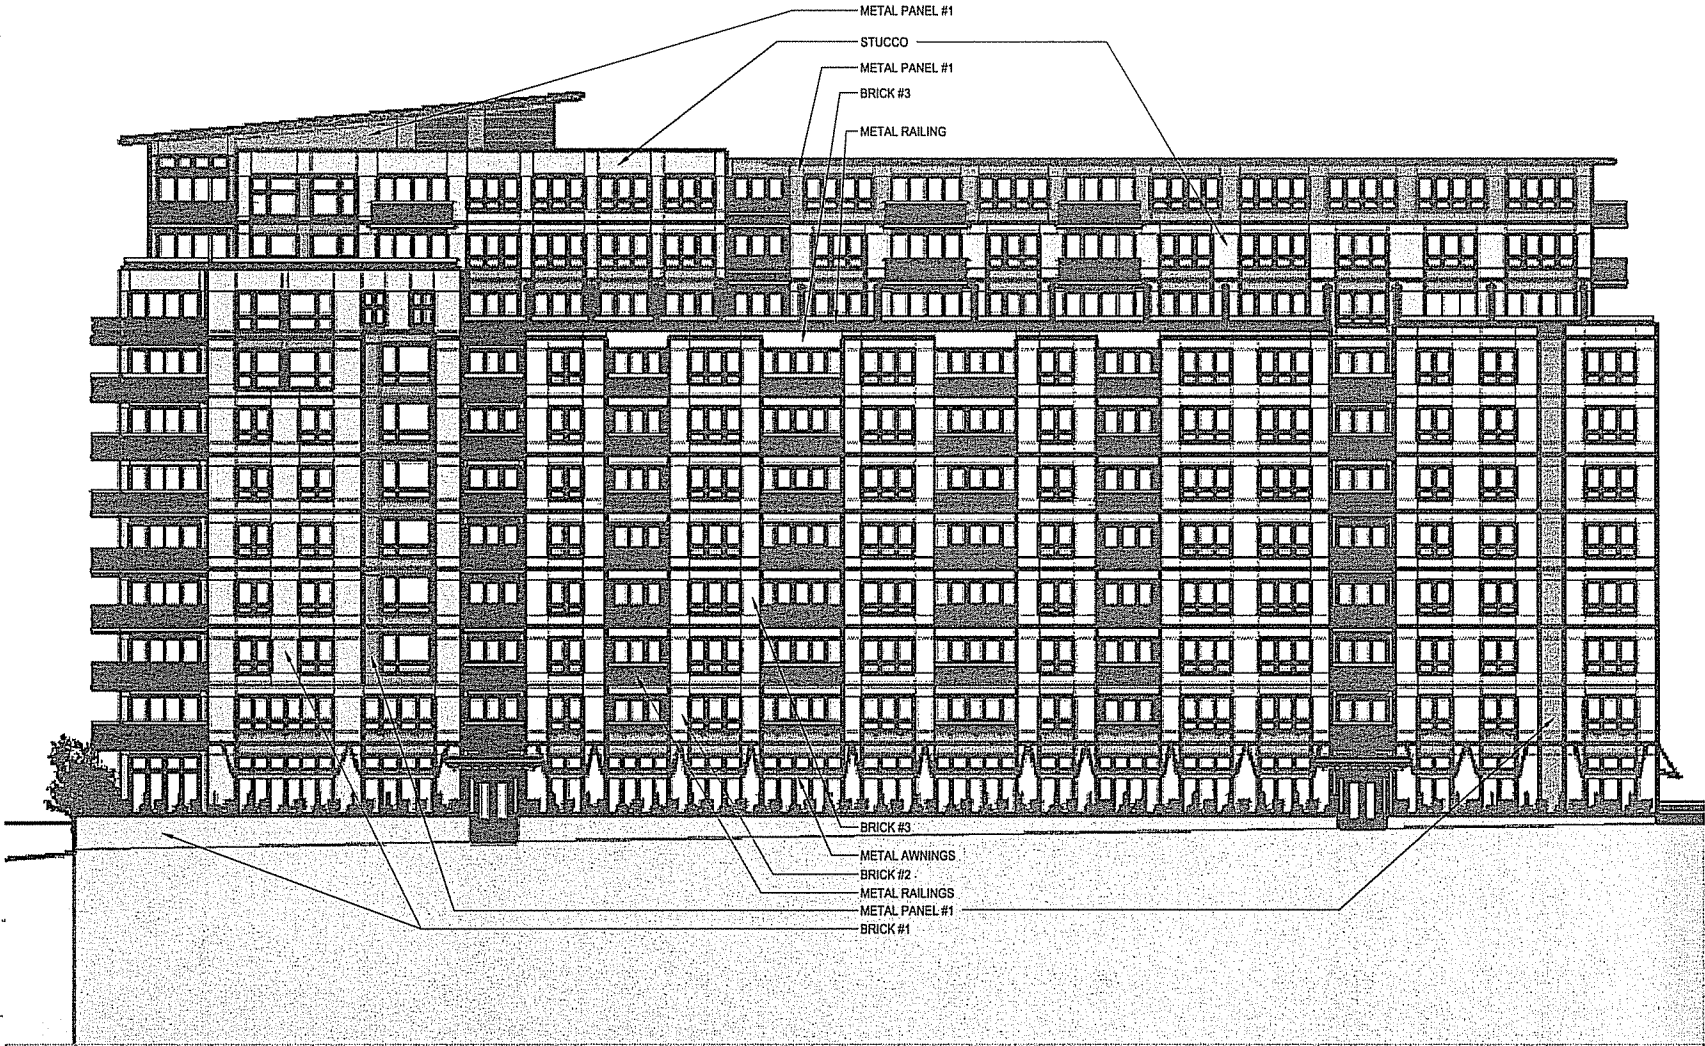 METAL PANEL #1
STUCCO
METAL PANEL #1
BRICK #3
METAL RAILING
BRICK #3
METAL AWNINGS
BRICK #2
METAL RAILINGS
METAL PANEL #1
BRICK #1